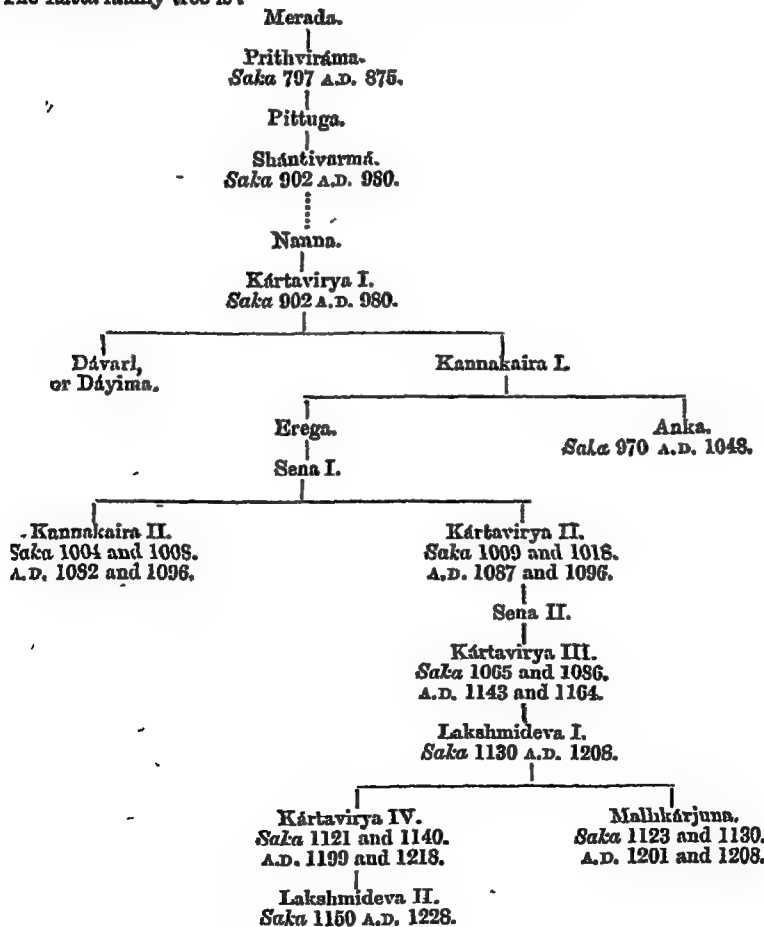 The Ratta family tree is :
Merada.
Prithviráma.
Saka 797 A.D. 875.
Pittuga.
Shántivarmá.
Saka 902 A.D. 980.
Nanna.
Kártavirya I.
Saka 902 A.D. 980.
Dávari,
or Dáyima.
Kannakaira I.
Erega.
Anka.
Saka 970 A.D. 1048.
Sena I.
Kannakaira II.
Saka 1004 and 1008.
A.D. 1082 and 1096.
Kártavirya II.
Saka 1009 and 1018.
A.D. 1087 and 1096.
Sena II.
Kártavirya III.
Saka 1065 and 1086.
A.D. 1143 and 1164.
Lakshmideva I.
Saka 1130 A.D. 1208.
Kártavirya IV.
Saka 1121 and 1140.
A.D. 1199 and 1218.
Mallikárjuna.
Saka 1123 and 1130.
A.D. 1201 and 1208.
Lakshmideva II.
Saka 1150 A.D. 1228.